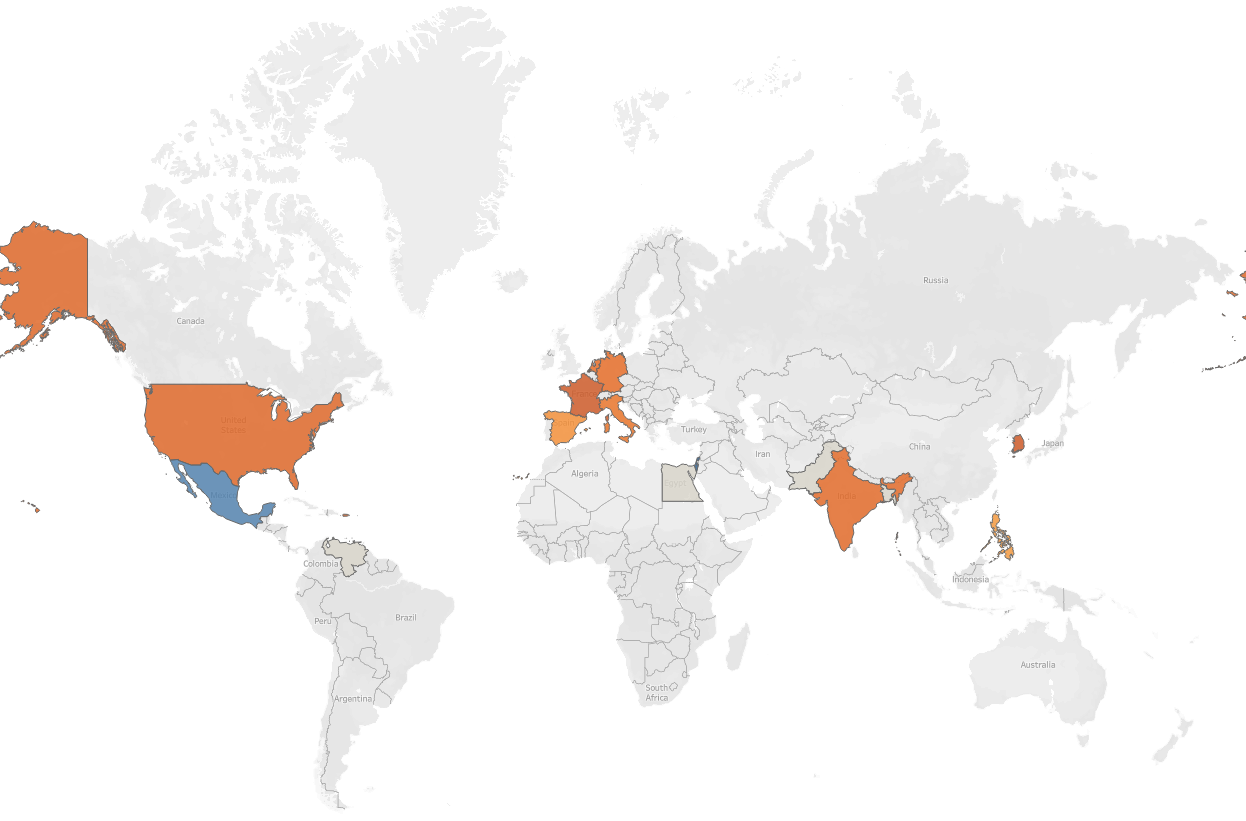 Russia
Canada
United
States
France
Turkey
China
Japan
Iran
Algeria
Egypt
India
Mexico
Colombia
Indonesia
Peru
Brazil
Australia
South
Africa
Argentina